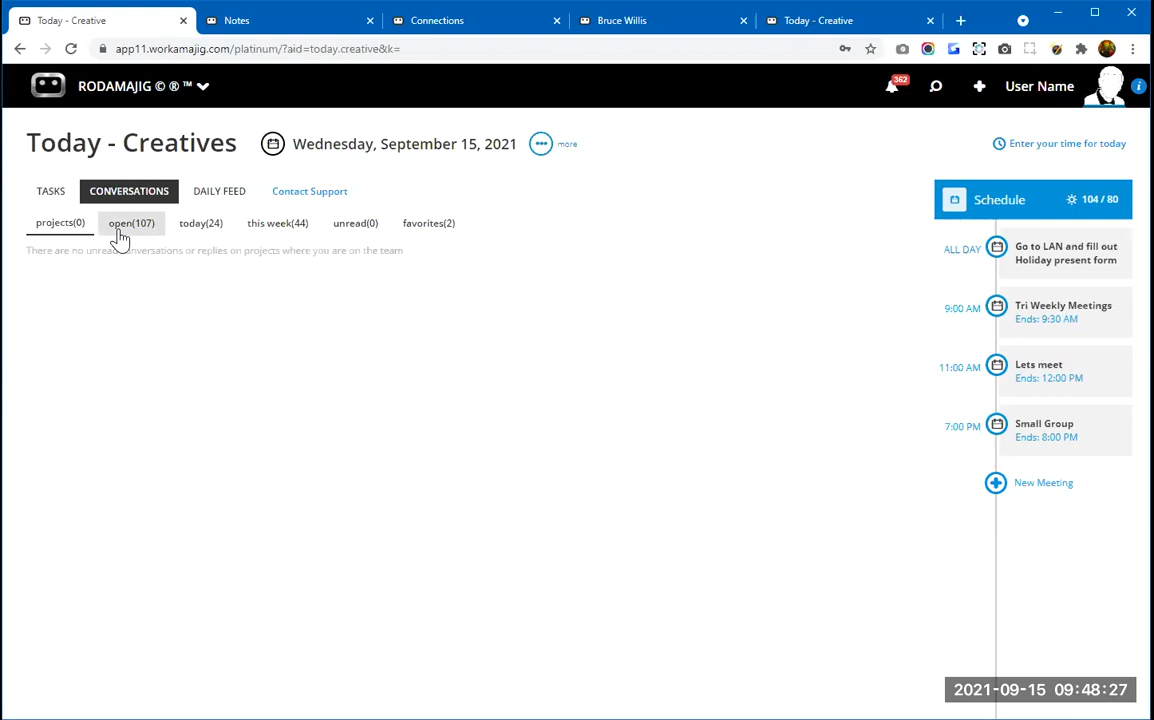 Today - Creative
Notes
Connections
Bruce Willis
Today - Creative
app11.workamajig.com/platinum/?aid=today.creative&k=
RODAMAJIG © ® ™
362
User Name
i
Today - Creatives
Wednesday, September 15, 2021
more
Enter your time for today
TASKS
CONVERSATIONS
DAILY FEED
Contact Support
projects(0)
open(107)
today(24)
this week(44)
unread(0)
favorites(2)
There are no unread conversations or replies on projects where you are on the team
Schedule
104 / 80
ALL DAY
Go to LAN and fill out
Holiday present form
9:00 AM
Tri Weekly Meetings
Ends: 9:30 AM
11:00 AM
Lets meet
Ends: 12:00 PM
7:00 PM
Small Group
Ends: 8:00 PM
New Meeting
2021-09-15 09:48:27